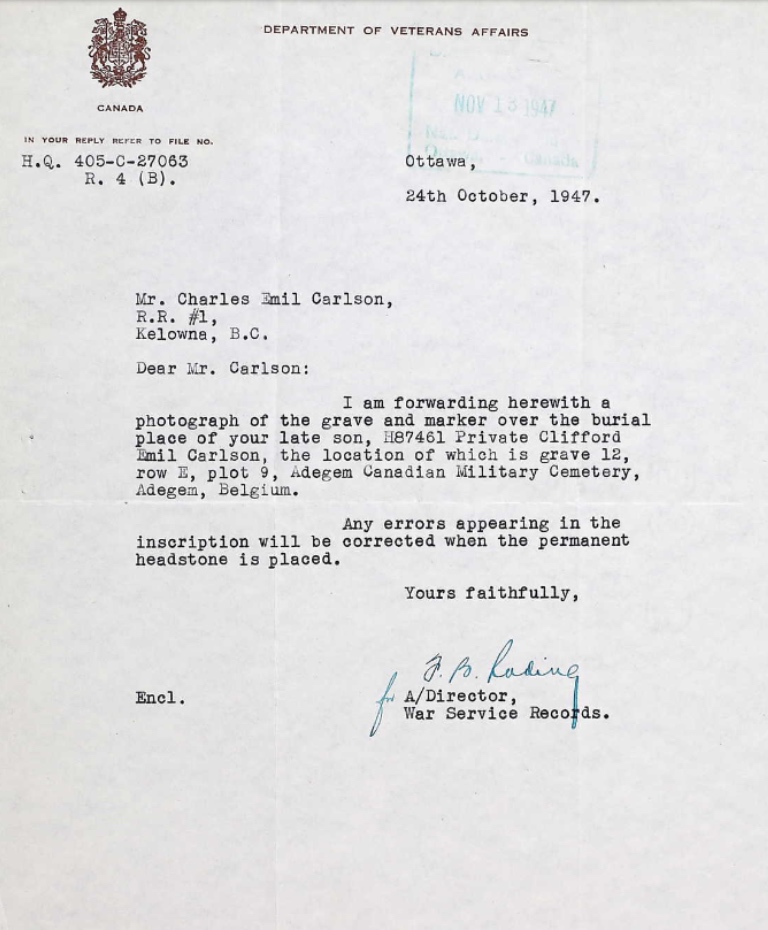 DEPARTMENT OF VETERANS AFFAIRS
CANADA
NOV 13 1947
Canada
IN YOUR REPLY REFER TO FILE NO.
H.Q. 405-C-27063
R. 4 (B).
Ottawa,
24th October, 1947.
Mr. Charles Emil Carlson,
R.R. #1,
Kelowna, B.C.
Dear Mr. Carlson:
I am forwarding herewith a
photograph of the grave and marker over the burial
place of your late son, H87461 Private Clifford
Emil Carlson, the location of which is grave 12,
row E, plot 9, Adegem Canadian Military Cemetery,
Adegem, Belgium.
Any errors appearing in the
inscription will be corrected when the permanent
headstone is placed.
Yours faithfully,
F. B.
Encl.
for A/Director,
War Service Records.